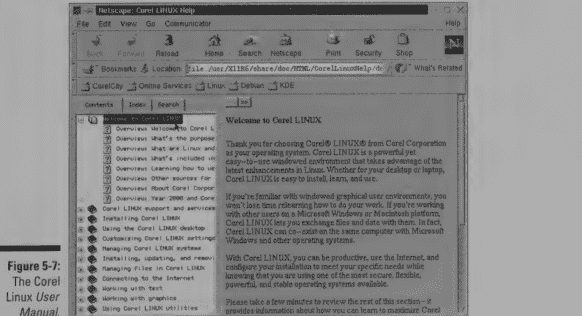 Netscape: Corel LINUX Help
File Edit View Go Communicator Help
Back Forward Reload Home Search Netscape Print Security Shop
Bookmarks Location: file:/usr/X11R6/share/doc/HTML/CorelLinuxHelp/ What's Related
CorelCity Online Services Linux Debian KDE
Contents Index Search
Welcome to Corel LINUX
Overview: Welcome to Corel L
Overview: What's the purpose
Overview: What are Linux and
Overview: What's included in
Overview: Learning how to us
Overview: Other sources for
Overview: About Corel Corpor
Overview: Year 2000 and Core
Corel LINUX support and services
Installing Corel LINUX
Using the Corel LINUX desktop
Customizing Corel LINUX settings
Managing Corel LINUX systems
Installing, updating, and remov
Managing files in Corel LINUX
Connecting to the Internet
Working with text
Working with graphics
Using Corel LINUX utilities
Welcome to Corel LINUX
Thank you for choosing Corel® LINUX® from Corel Corporation
as your operating system. Corel LINUX is a powerful yet
easy-to-use windowed environment that takes advantage of the
latest enhancements in Linux. Whether for your desktop or laptop,
Corel LINUX is easy to install, learn, and use.
If you're familiar with windowed graphical user environments, you
won't lose time relearning how to do your work. If you're working
with other users on a Microsoft Windows or Macintosh platform,
Corel LINUX lets you exchange files and data with them. In fact,
Corel LINUX can co-exist on the same computer with Microsoft
Windows and other operating systems.
With Corel LINUX, you can be productive, use the Internet, and
configure your installation to meet your specific needs while
knowing that you are using one of the most secure, flexible,
powerful, and stable operating systems available.
Please take a few minutes to review the rest of this section-it
provides information about how you can learn to maximize Corel
Figure 5-7:
The Corel
Linux User
Manual.